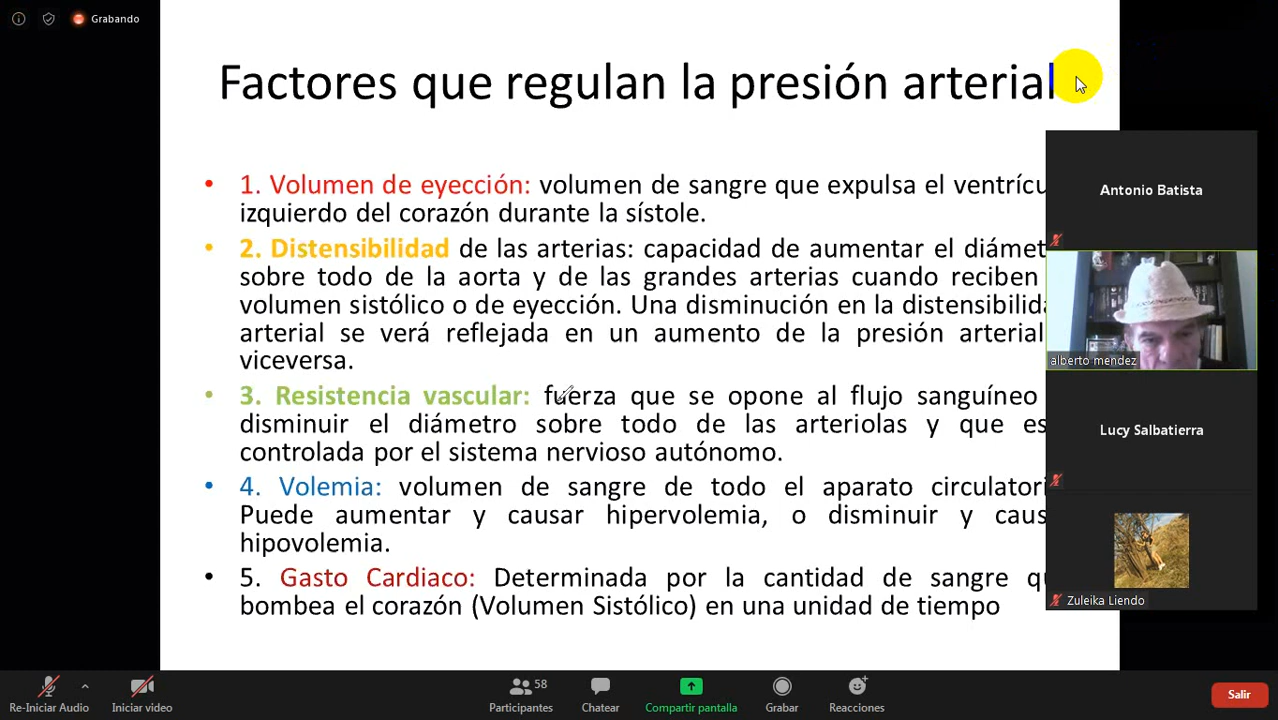 Grabando
Factores que regulan la presión arterial
• 1. Volumen de eyección: volumen de sangre que expulsa el ventrícu
izquierdo del corazón durante la sístole.
• 2. Distensibilidad de las arterias: capacidad de aumentar el diámet
sobre todo de la aorta y de las grandes arterias cuando reciben
volumen sistólico o de eyección. Una disminución en la distensibilida
arterial se verá reflejada en un aumento de la presión arterial
viceversa.
• 3. Resistencia vascular: fuerza que se opone al flujo sanguíneo
disminuir el diámetro sobre todo de las arteriolas y que es
controlada por el sistema nervioso autónomo.
• 4. Volemia: volumen de sangre de todo el aparato circulatori
Puede aumentar y causar hipervolemia, o disminuir y caus
hipovolemia.
• 5. Gasto Cardiaco: Determinada por la cantidad de sangre qu
bombea el corazón (Volumen Sistólico) en una unidad de tiempo
Antonio Batista
alberto mendez
Lucy Salbatierra
Zuleika Liendo
Re-Iniciar Audio
Iniciar video
58
Participantes
Chatear
Compartir pantalla
Grabar
Reacciones
Salir